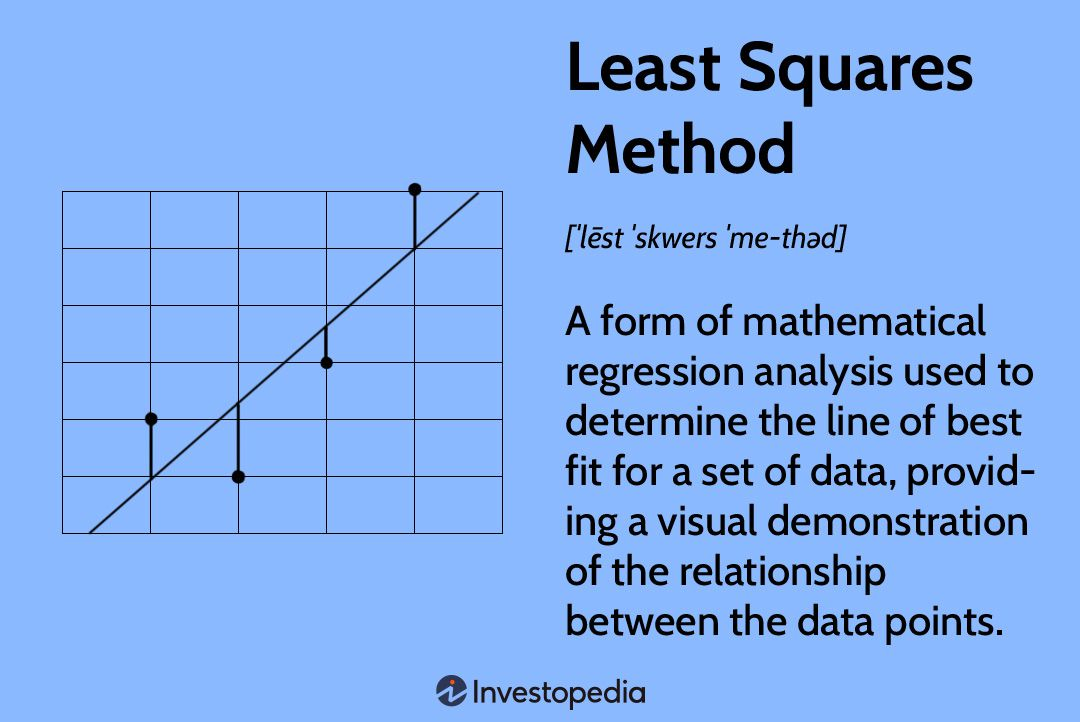 Least Squares
Method
[ˈlēst ˈskwers ˈme-thəd]
A form of mathematical
regression analysis used to
determine the line of best
fit for a set of data, provid-
ing a visual demonstration
of the relationship
between the data points.
Investopedia